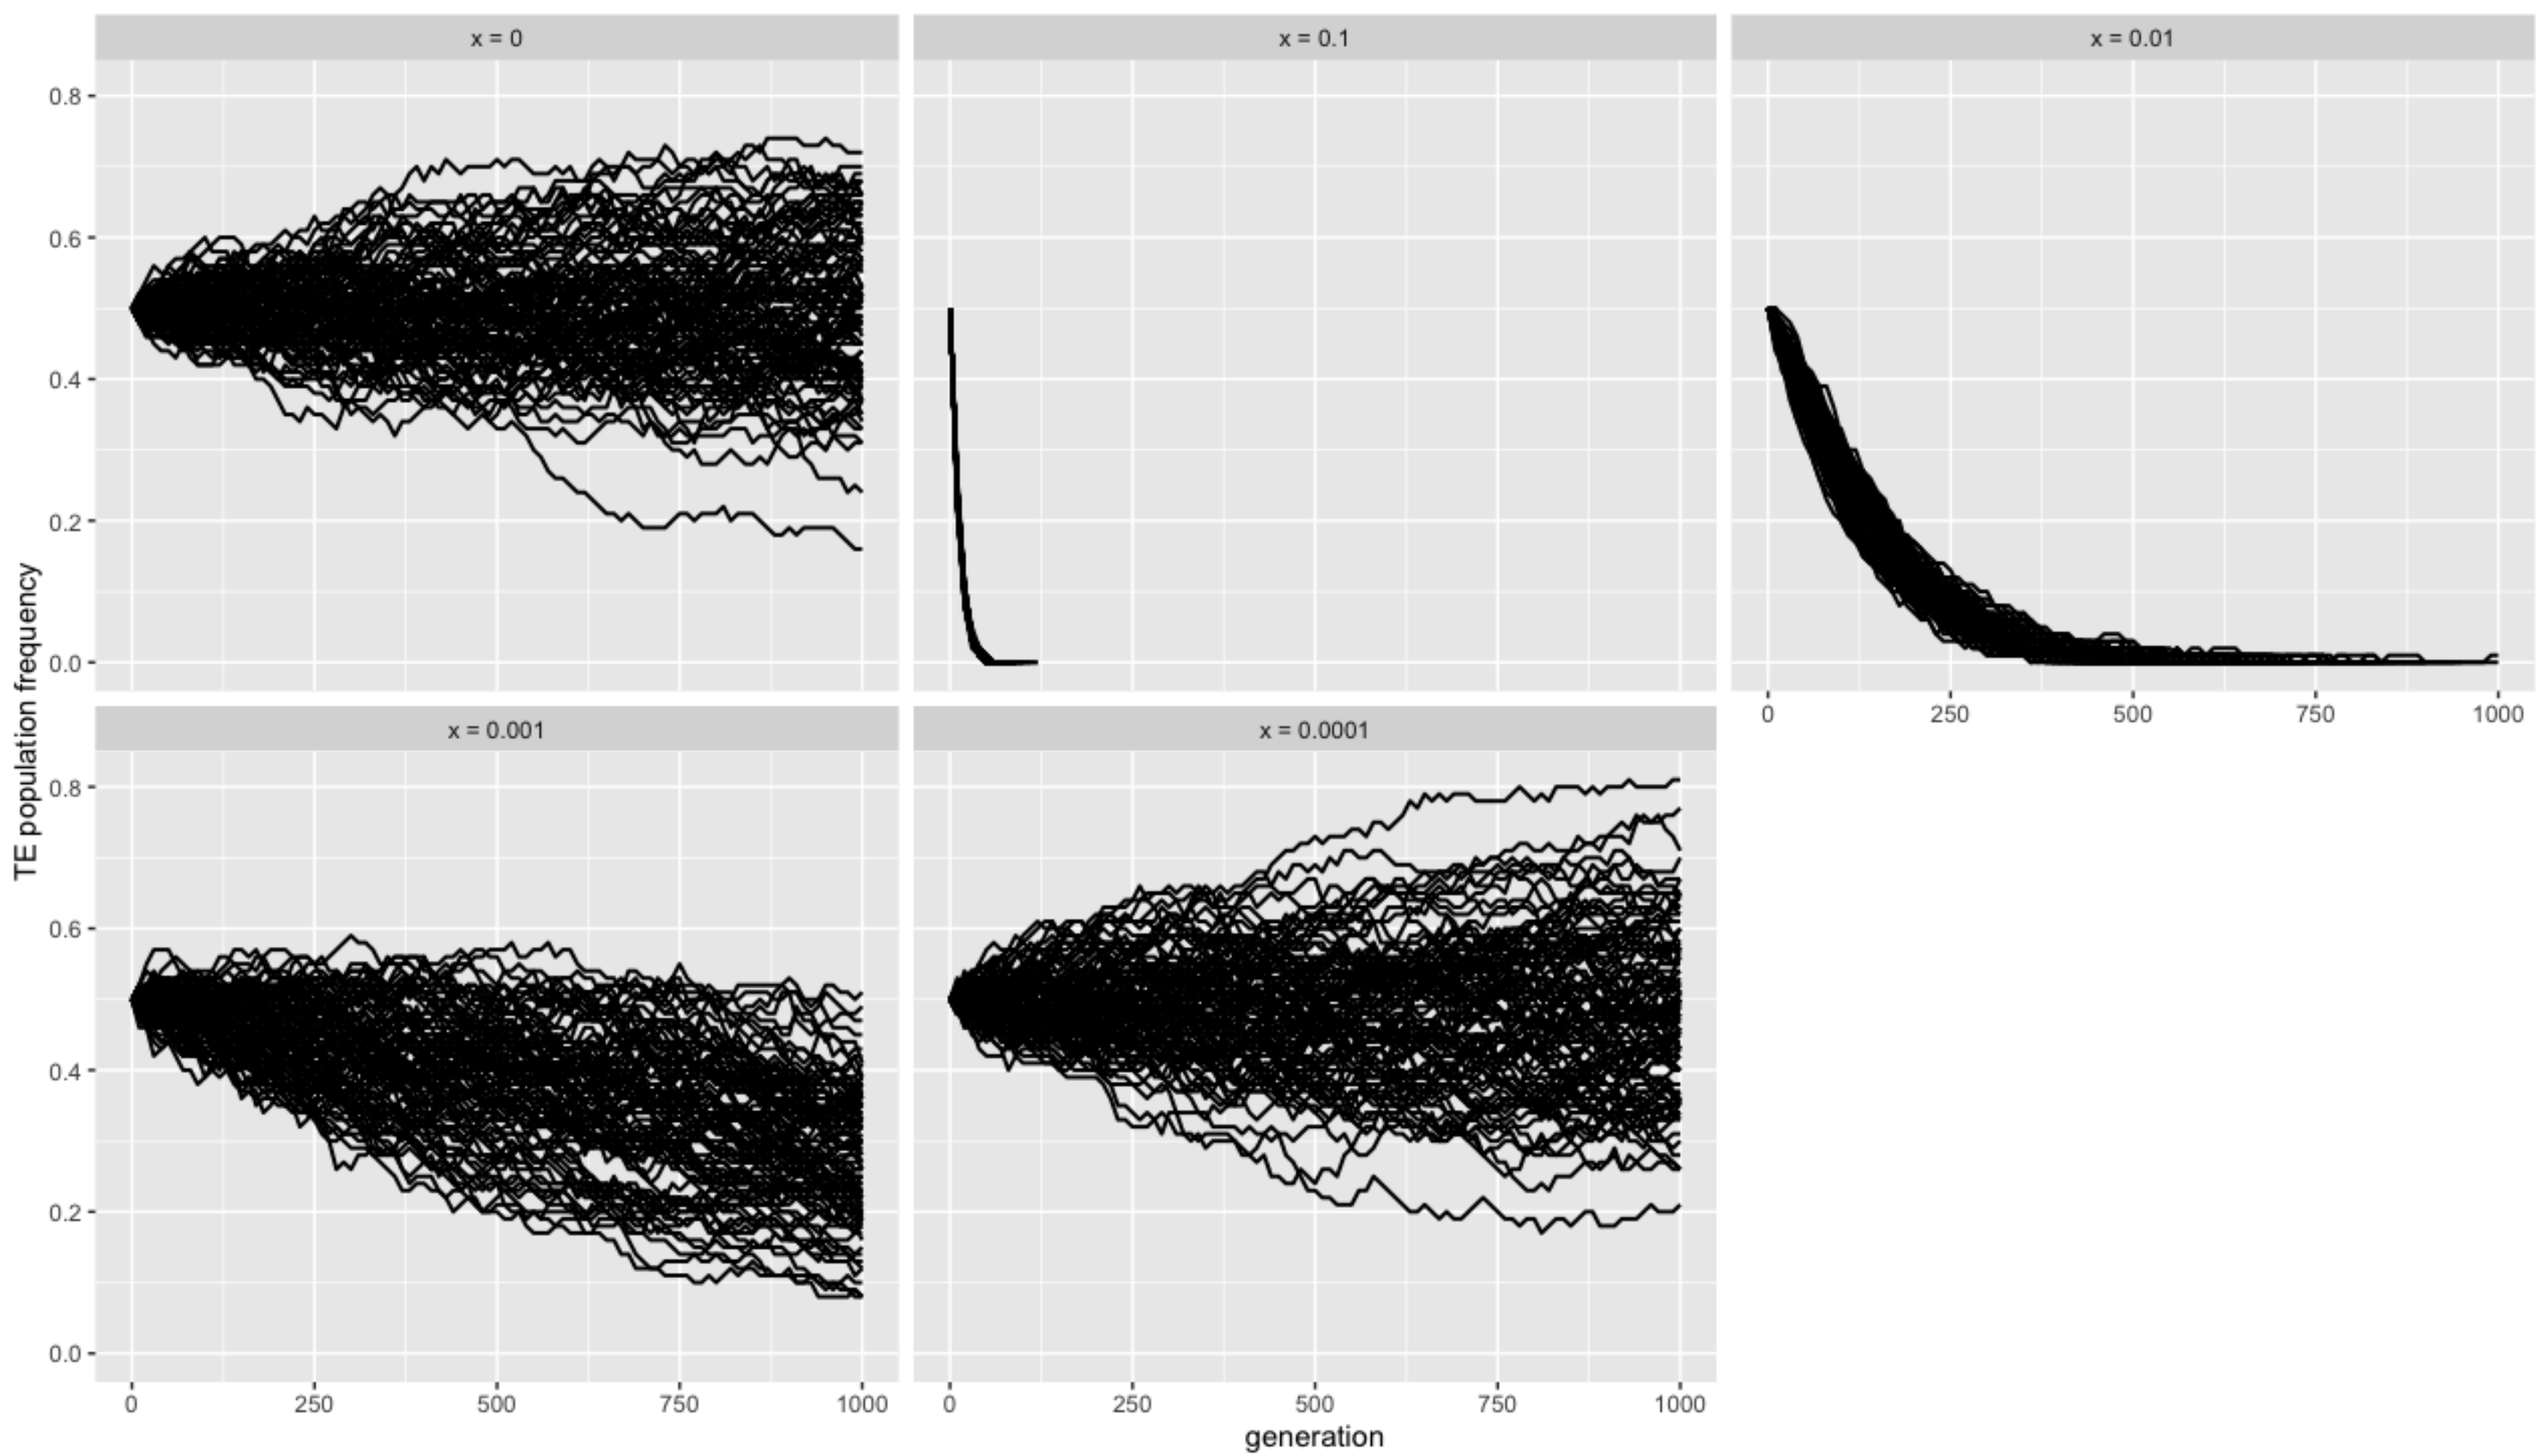 x = 0
x = 0.1
x = 0.01
0.8
0.6
0.4
0.2
0.0
0 250 500 750 1000
TE population frequency
x = 0.001
x = 0.0001
0.8
0.6
0.4
0.2
0.0
0 250 500 750 1000
0 250 500 750 1000
generation